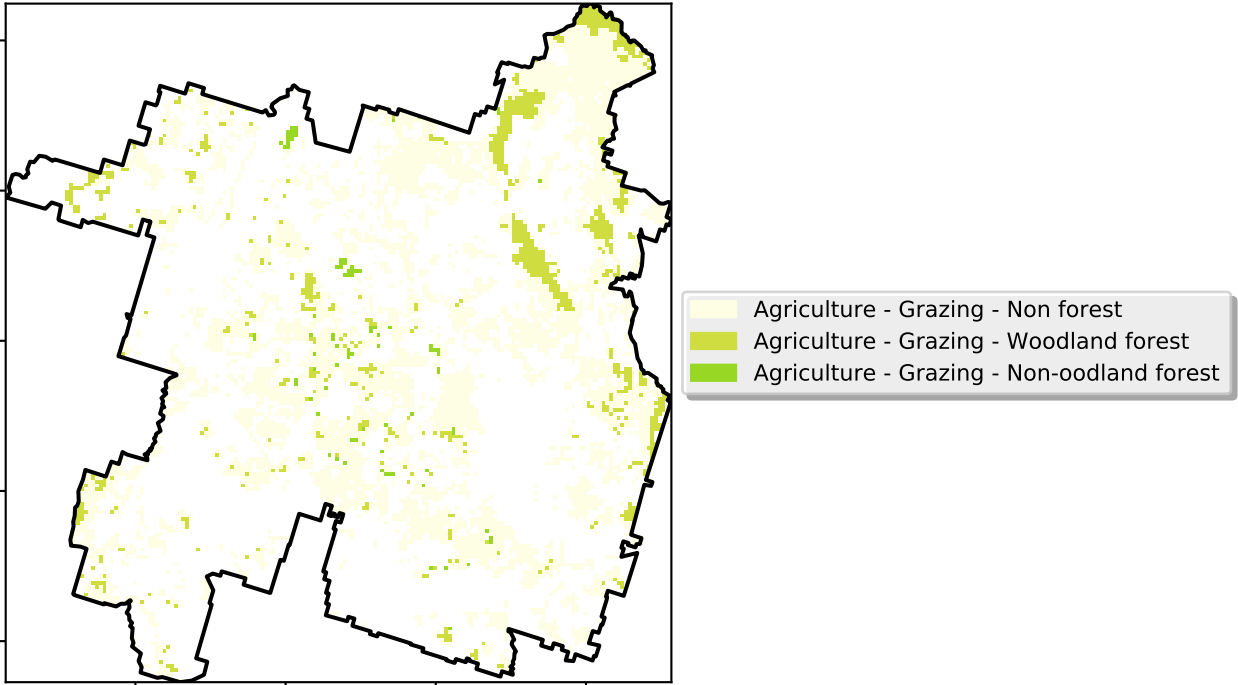 Agriculture - Grazing - Non forest
Agriculture - Grazing - Woodland forest
Agriculture - Grazing - Non-oodland forest